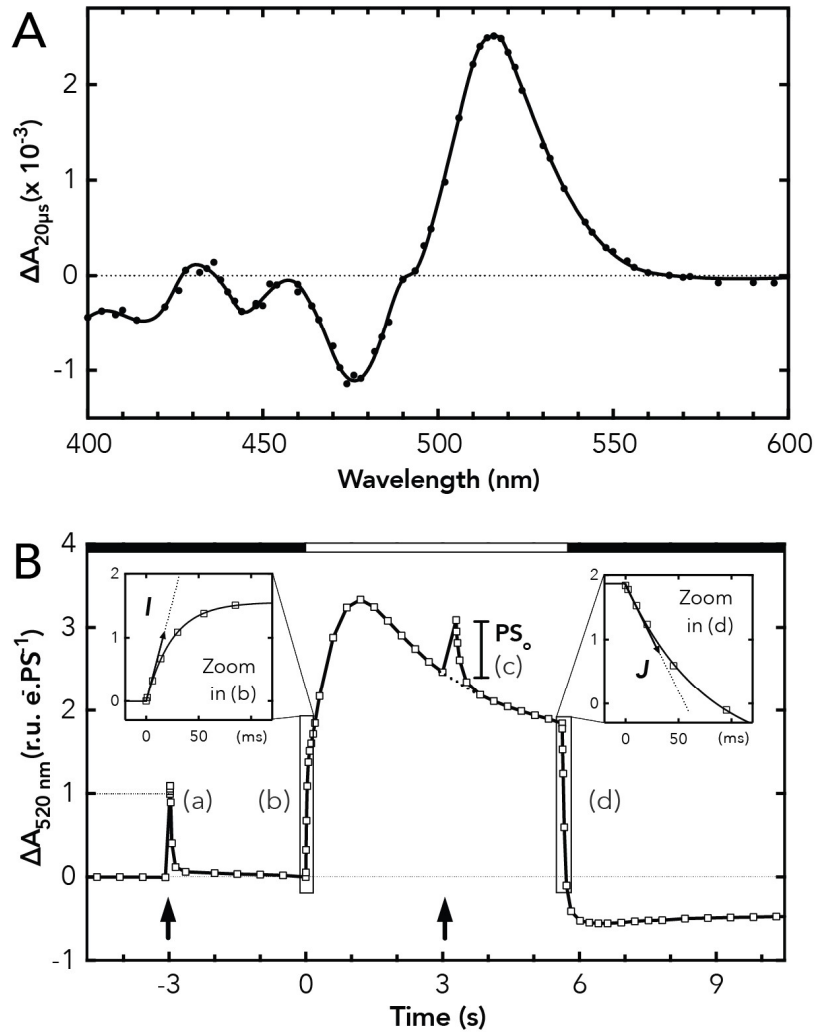 A
ΔA20µs(x 10-3)
2
1
0
-1
400 450 500 550 600
Wavelength (nm)
B
ΔA520 nm(r.u. e-.PS-1)
4
3
2
1
0
-1
2
1
0
I
Zoom
in (b)
0 50 (ms)
PSo
(c)
2
1
0
Zoom
in (d)
J
0 50 (ms)
(a)
(b)
(d)
-3 0 3 6 9
Time (s)